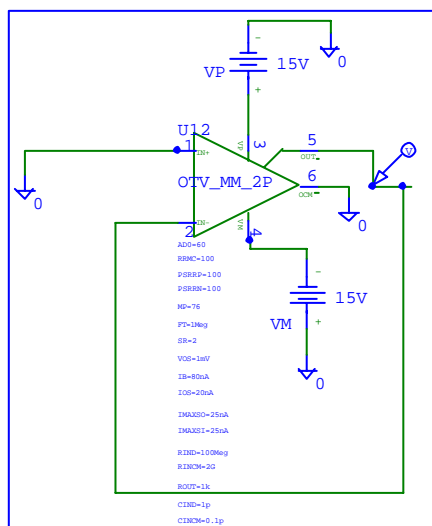 -
VP
15V
0
+
U12
VP
3
5
1
IN+
OUT
0
OTV_MM_2P
6
OCM
IN-
VM
0
2
4
V
AD0=60
RRMC=100
PSRRP=100
PSRRN=100
MP=76
FT=1Meg
SR=2
VOS=1mV
IB=80nA
IOS=20nA
IMAXSO=25nA
IMAXSI=25nA
RIND=100Meg
RINCM=2G
ROUT=1k
CIND=1p
CINCM=0.1p
-
15V
VM
+
0